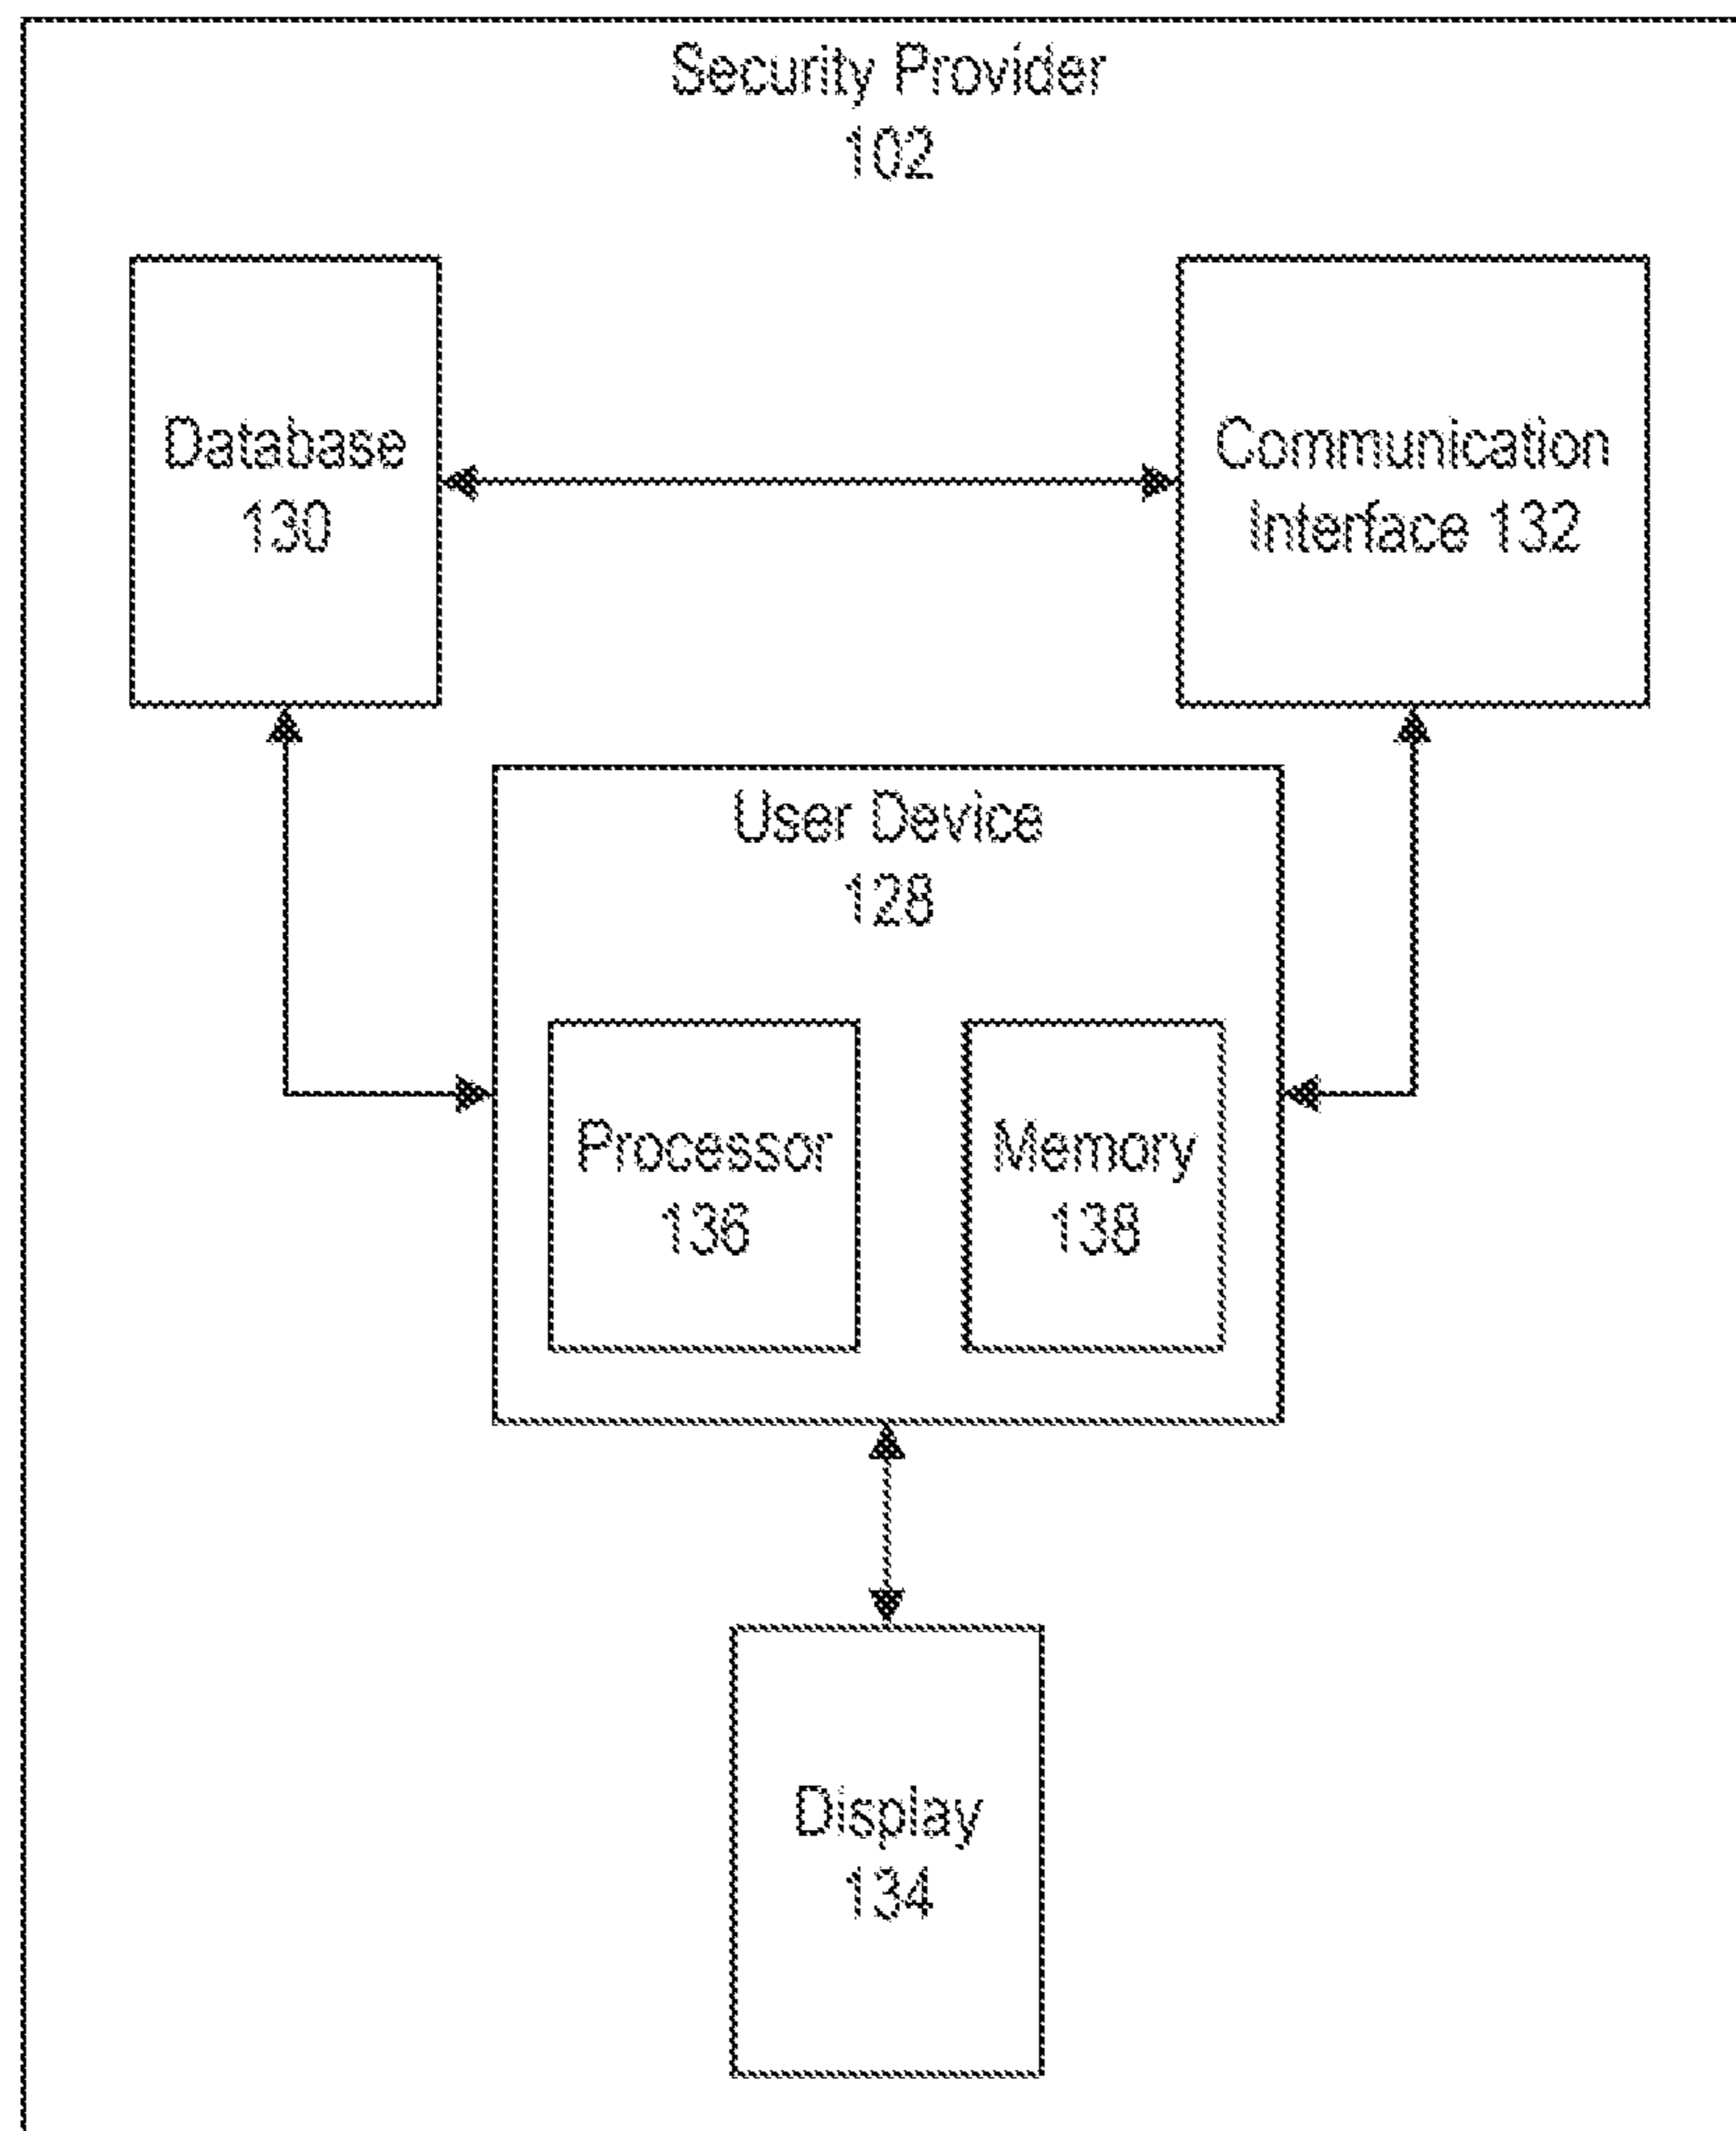 Security Provider
102
Database
130
Communication
Interface 132
User Device
128
Processor
136
Memory
138
Display
134